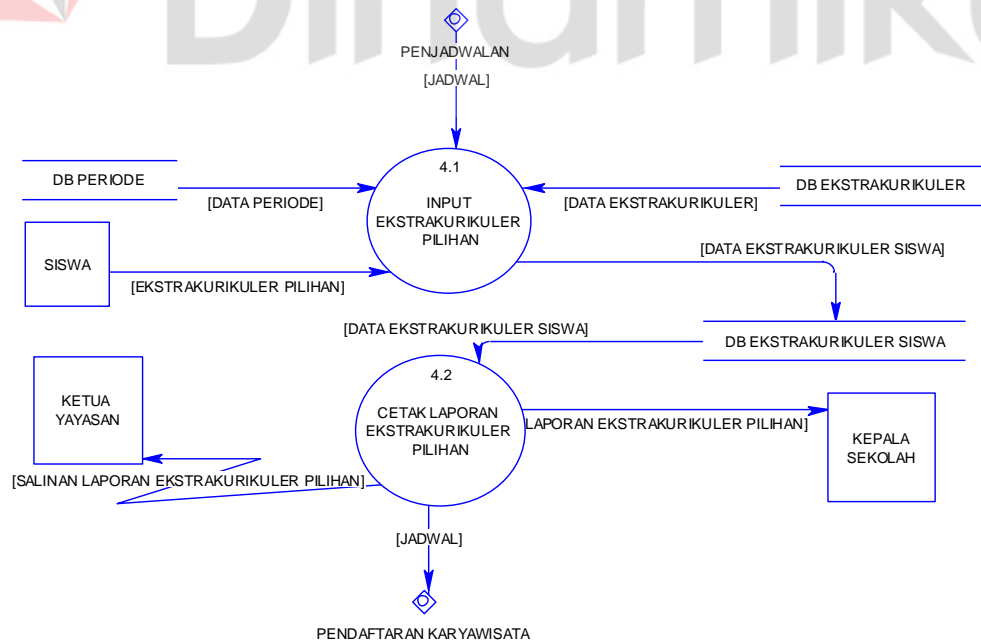 Dinamika
PENJADWALAN
[JADWAL]
4.1
INPUT
EKSTRAKURIKULER
PILIHAN
DB PERIODE
[DATA PERIODE]
[DATA EKSTRAKURIKULER]
DB EKSTRAKURIKULER
SISWA
[EKSTRAKURIKULER PILIHAN]
[DATA EKSTRAKURIKULER SISWA]
[DATA EKSTRAKURIKULER SISWA]
DB EKSTRAKURIKULER SISWA
4.2
CETAK LAPORAN
EKSTRAKURIKULER
PILIHAN
KETUA
YAYASAN
LAPORAN EKSTRAKURIKULER PILIHAN]
KEPALA
SEKOLAH
[SALINAN LAPORAN EKSTRAKURIKULER PILIHAN]
[JADWAL]
PENDAFTARAN KARYAWISATA